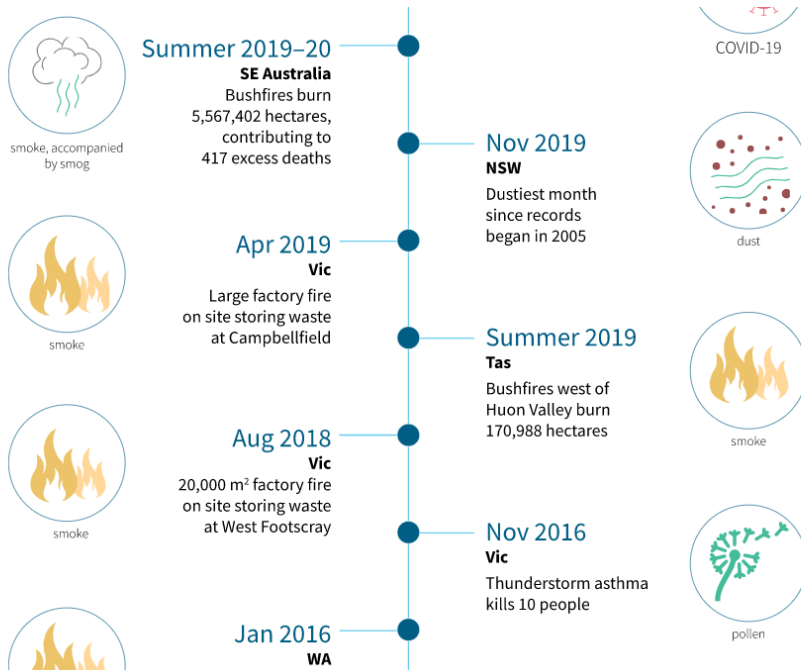 COVID-19
Summer 2019–20
SE Australia
Bushfires burn
5,567,402 hectares,
contributing to
417 excess deaths
smoke, accompanied
by smog
Nov 2019
NSW
Dustiest month
since records
began in 2005
dust
Apr 2019
Vic
Large factory fire
on site storing waste
at Campbellfield
smoke
Summer 2019
Tas
Bushfires west of
Huon Valley burn
170,988 hectares
smoke
Aug 2018
Vic
20,000 m² factory fire
on site storing waste
at West Footscray
smoke
Nov 2016
Vic
Thunderstorm asthma
kills 10 people
pollen
Jan 2016
WA